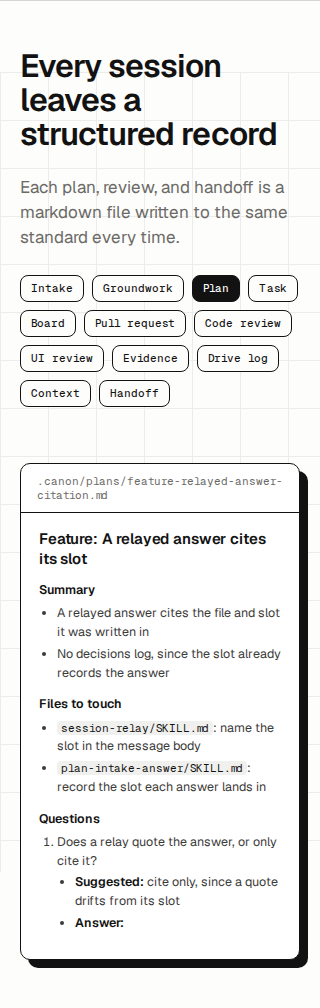 Every session
leaves a
structured record
Each plan, review, and handoff is a
markdown file written to the same
standard every time.
Intake
Groundwork
Plan
Task
Board
Pull request
Code review
UI review
Evidence
Drive log
Context
Handoff
.canon/plans/feature-relayed-answer-
citation.md
Feature: A relayed answer cites
its slot
Summary
• A relayed answer cites the file and slot
it was written in
• No decisions log, since the slot already
records the answer
Files to touch
• session-relay/SKILL.md: name the
slot in the message body
• plan-intake-answer/SKILL.md:
record the slot each answer lands in
Questions
1. Does a relay quote the answer, or only
cite it?
• Suggested: cite only, since a quote
drifts from its slot
• Answer: